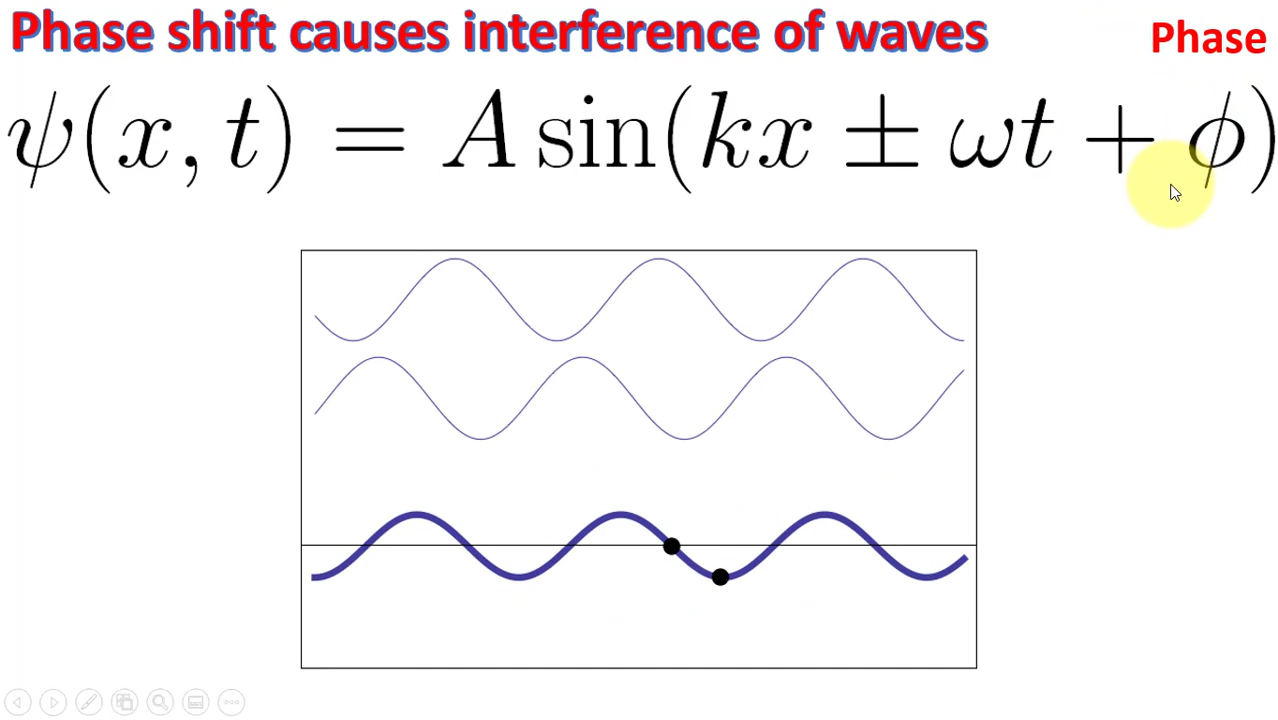 Phase shift causes interference of waves
Phase
ψ(x, t) = A sin(kx ± ωt + ϕ)